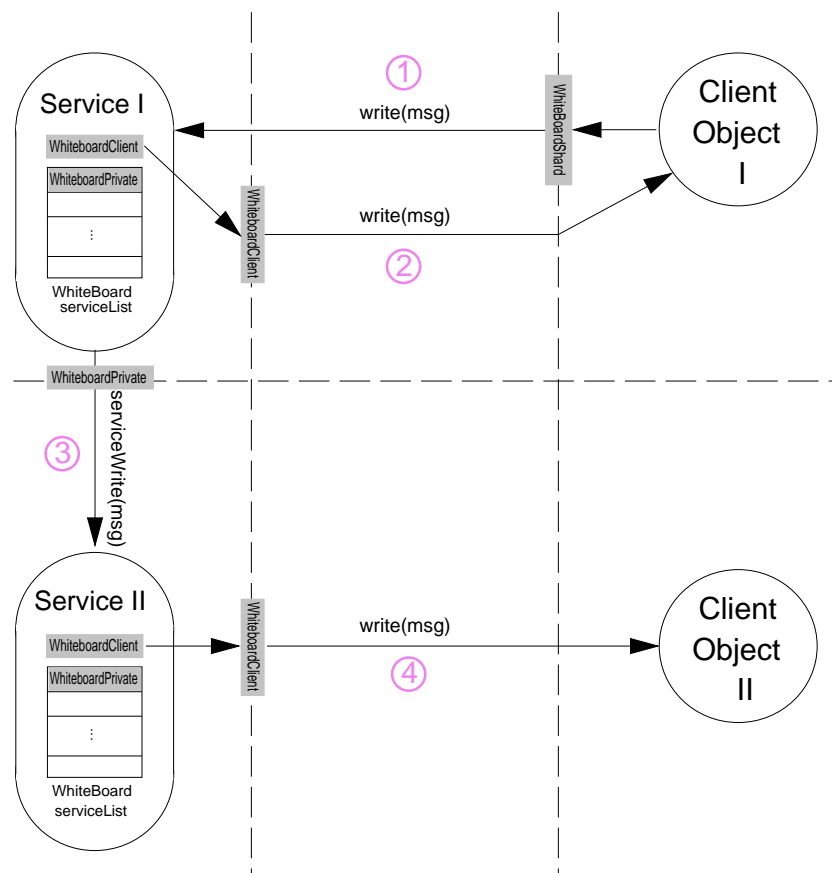 ①
Service I
write(msg)
WhiteBoardShard
Client
Object
I
WhiteboardClient
WhiteboardPrivate
⋮
WhiteBoard
serviceList
WhiteboardClient
write(msg)
②
WhiteboardPrivate
③
serviceWrite(msg)
Service II
WhiteboardClient
WhiteboardPrivate
⋮
WhiteBoard
serviceList
WhiteboardClient
write(msg)
④
Client
Object
II